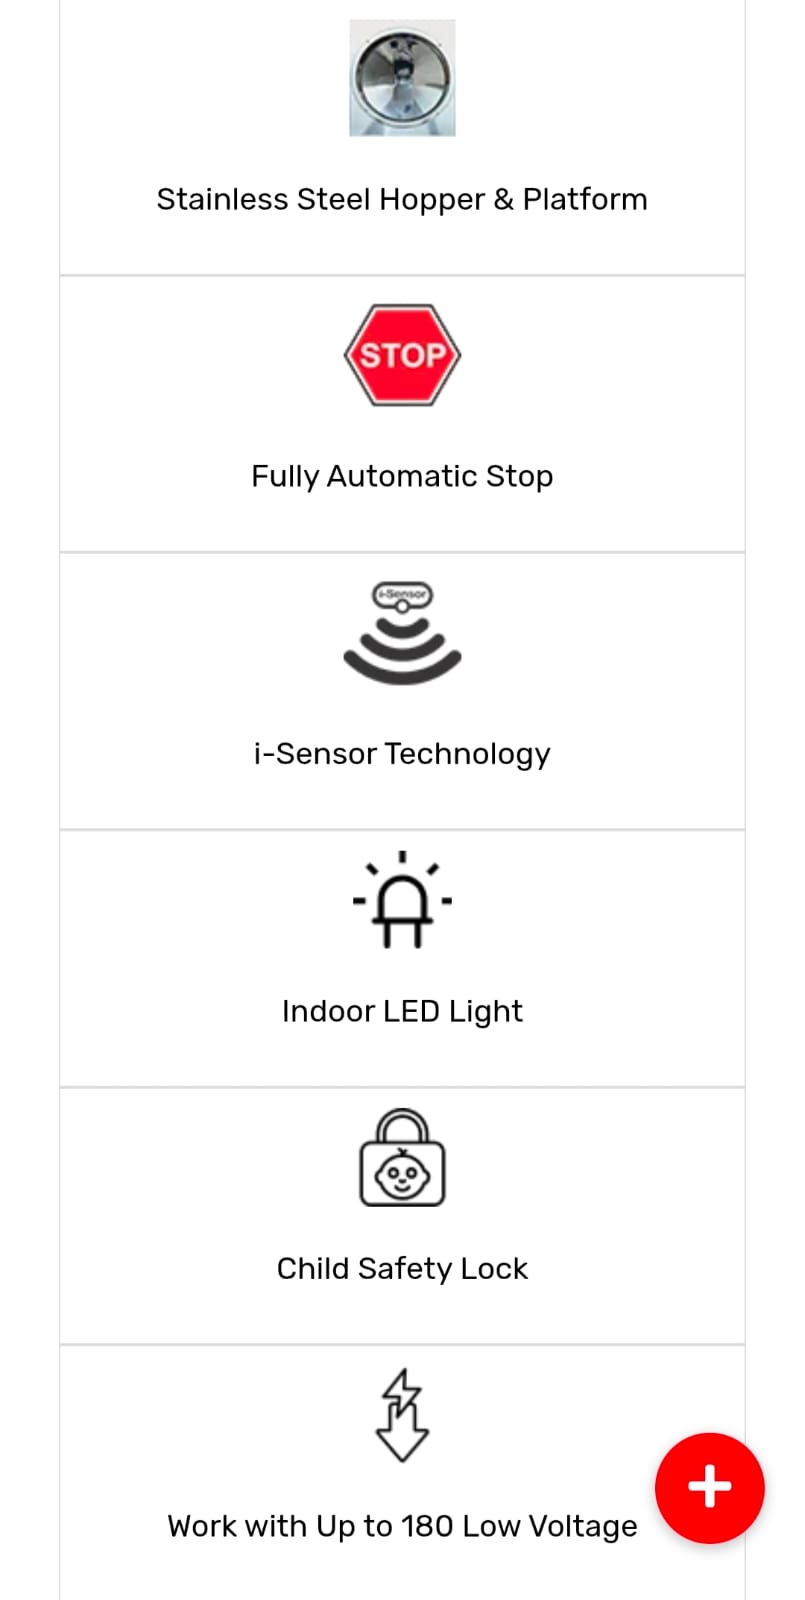 Stainless Steel Hopper & Platform
STOP
Fully Automatic Stop
i-Sensor
i-Sensor Technology
Indoor LED Light
Child Safety Lock
Work with Up to 180 Low Voltage